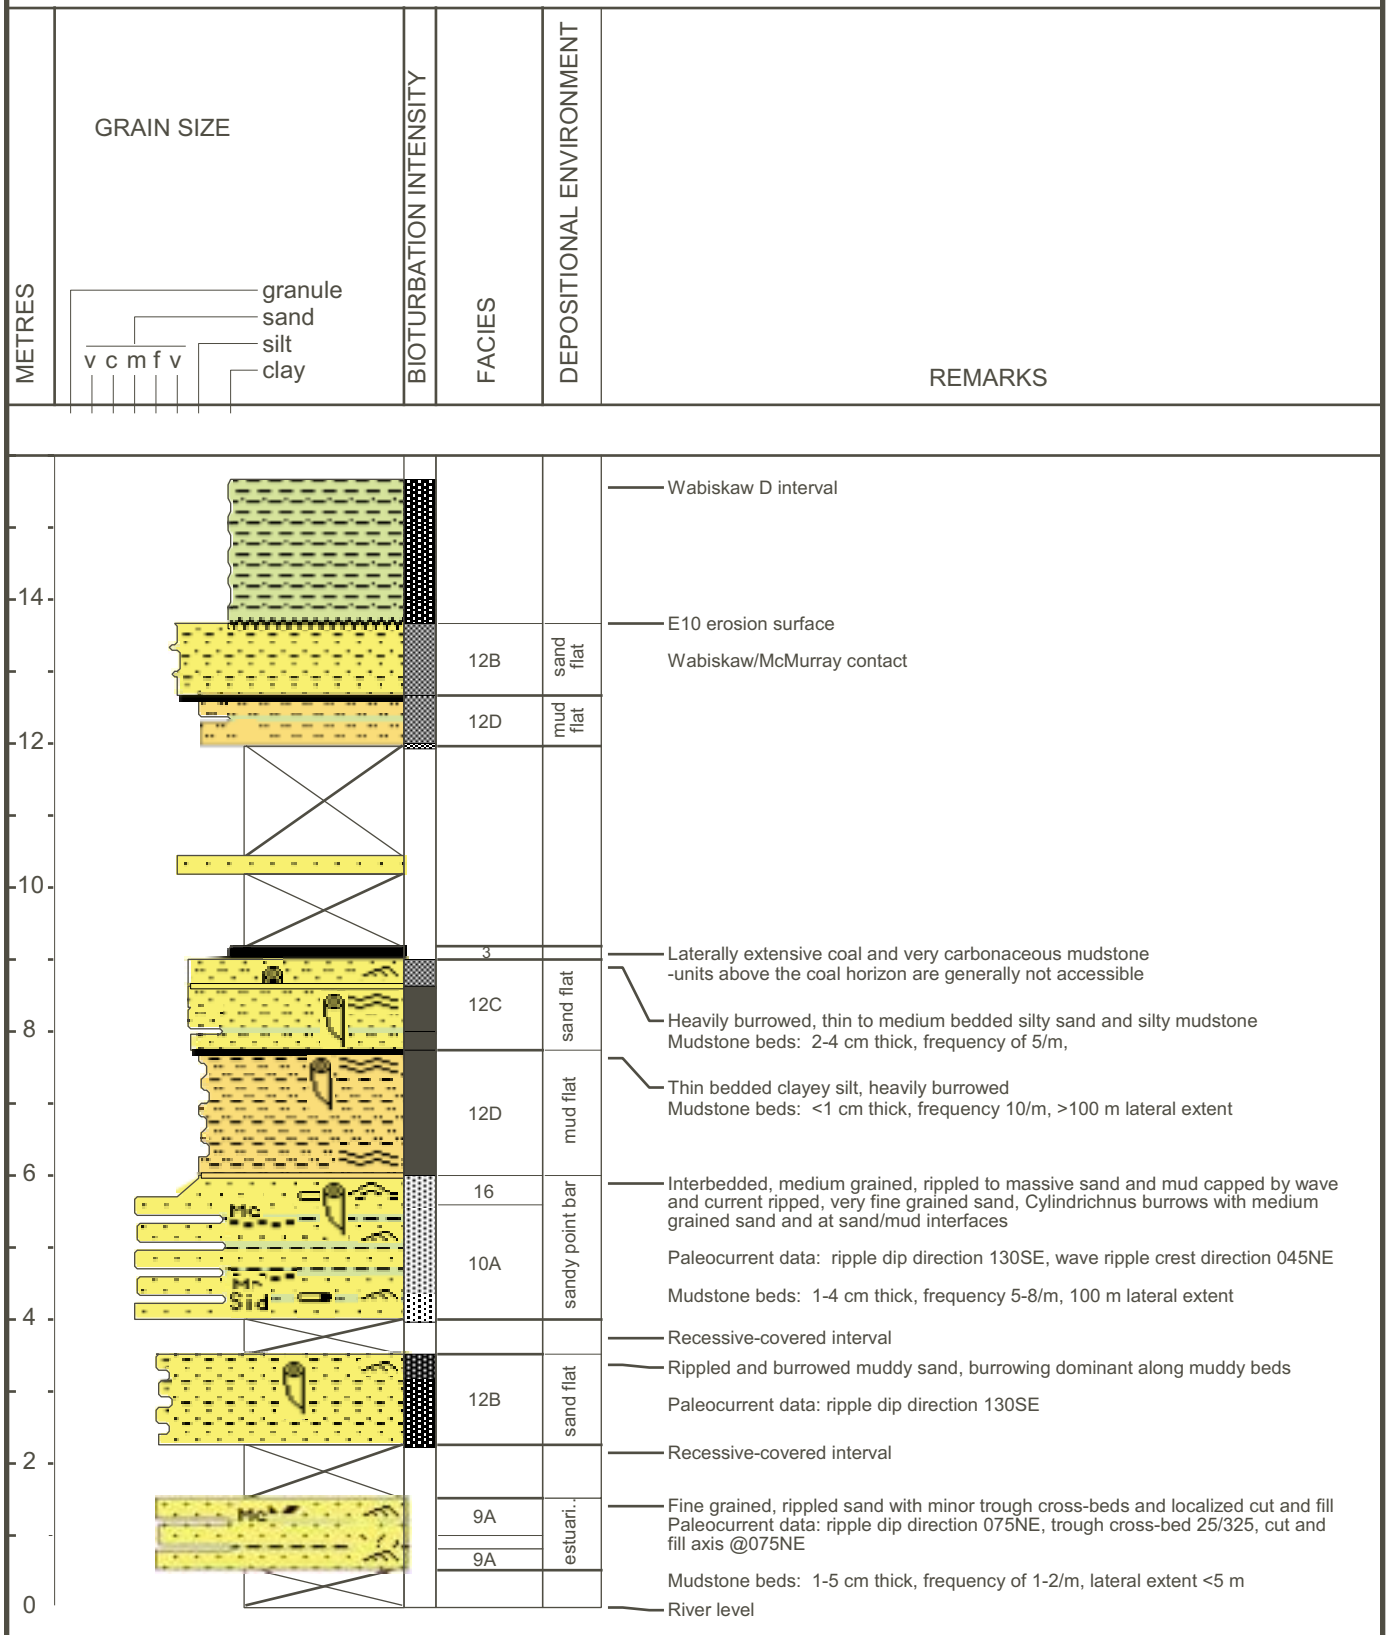 METRES
GRAIN SIZE
granule
sand
silt
clay
v c m f v
BIOTURBATION INTENSITY
FACIES
DEPOSITIONAL ENVIRONMENT
REMARKS
Wabiskaw D interval
14
E10 erosion surface
12B
sand
flat
Wabiskaw/McMurray contact
12D
mud
flat
12
10
3
Laterally extensive coal and very carbonaceous mudstone
-units above the coal horizon are generally not accessible
12C
sand flat
8
Heavily burrowed, thin to medium bedded silty sand and silty mudstone
Mudstone beds: 2-4 cm thick, frequency of 5/m,
12D
mud flat
Thin bedded clayey silt, heavily burrowed
Mudstone beds: <1 cm thick, frequency 10/m, >100 m lateral extent
6
16
sandy point bar
Interbedded, medium grained, rippled to massive sand and mud capped by wave
and current ripped, very fine grained sand, Cylindrichnus burrows with medium
grained sand and at sand/mud interfaces
Mc
10A
Paleocurrent data: ripple dip direction 130SE, wave ripple crest direction 045NE
Mc
Sid
Mudstone beds: 1-4 cm thick, frequency 5-8/m, 100 m lateral extent
4
Recessive-covered interval
Rippled and burrowed muddy sand, burrowing dominant along muddy beds
12B
sand flat
Paleocurrent data: ripple dip direction 130SE
2
Recessive-covered interval
Mc
9A
estuari..
Fine grained, rippled sand with minor trough cross-beds and localized cut and fill
Paleocurrent data: ripple dip direction 075NE, trough cross-bed 25/325, cut and
fill axis @075NE
9A
Mudstone beds: 1-5 cm thick, frequency of 1-2/m, lateral extent <5 m
0
River level